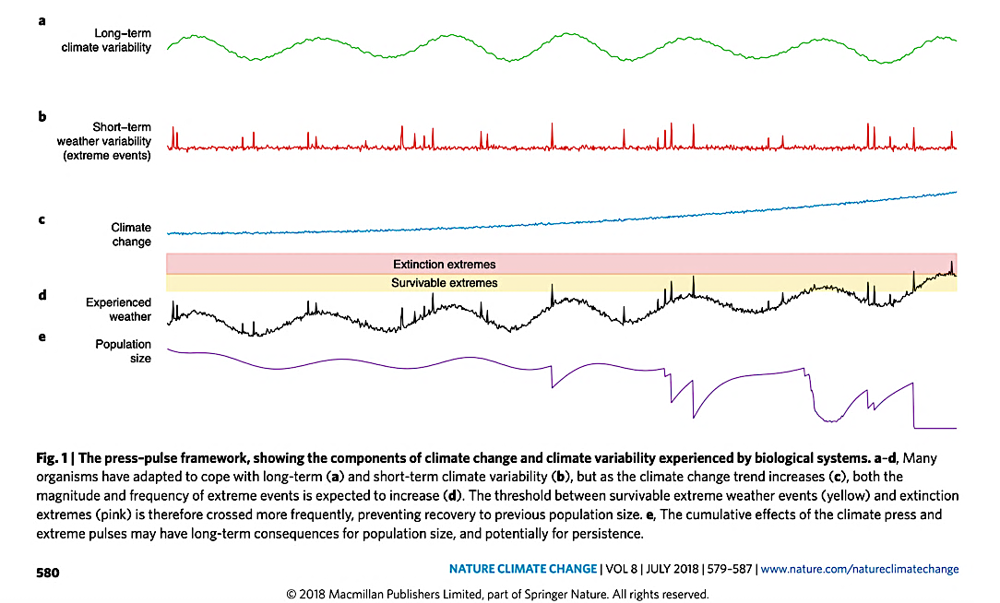 a
Long–term
climate variability
b
Short–term
weather variability
(extreme events)
c
Climate
change
Extinction extremes
Survivable extremes
d
Experienced
weather
e
Population
size
Fig. 1 | The press–pulse framework, showing the components of climate change and climate variability experienced by biological systems. a–d, Many
organisms have adapted to cope with long-term (a) and short-term climate variability (b), but as the climate change trend increases (c), both the
magnitude and frequency of extreme events is expected to increase (d). The threshold between survivable extreme weather events (yellow) and extinction
extremes (pink) is therefore crossed more frequently, preventing recovery to previous population size. e, The cumulative effects of the climate press and
extreme pulses may have long-term consequences for population size, and potentially for persistence.
580
NATURE CLIMATE CHANGE | VOL 8 | JULY 2018 | 579–587 | www.nature.com/natureclimatechange
© 2018 Macmillan Publishers Limited, part of Springer Nature. All rights reserved.